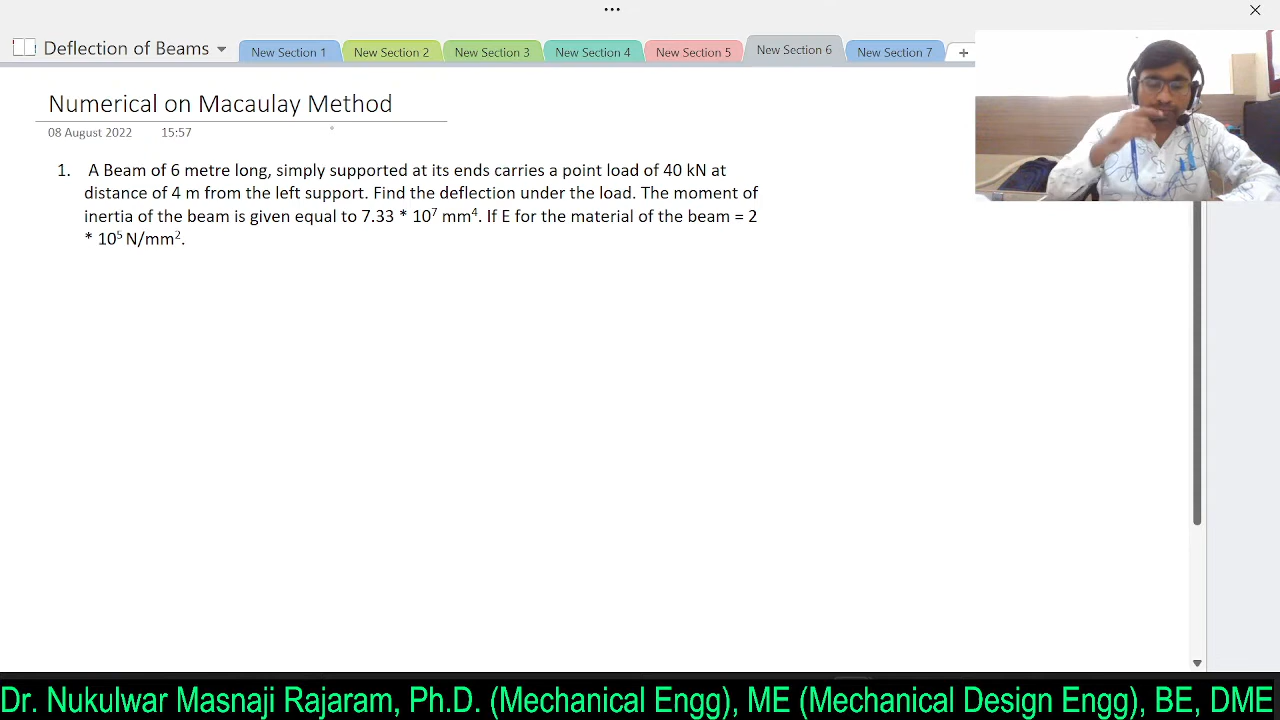 ...
Deflection of Beams
New Section 1
New Section 2
New Section 3
New Section 4
New Section 5
New Section 6
New Section 7
+
Numerical on Macaulay Method
08 August 2022 15:57
1. A Beam of 6 metre long, simply supported at its ends carries a point load of 40 kN at
distance of 4 m from the left support. Find the deflection under the load. The moment of
inertia of the beam is given equal to 7.33 * 10⁷ mm⁴. If E for the material of the beam = 2
* 10⁵ N/mm².
Dr. Nukulwar Masnaji Rajaram, Ph.D. (Mechanical Engg), ME (Mechanical Design Engg), BE, DME